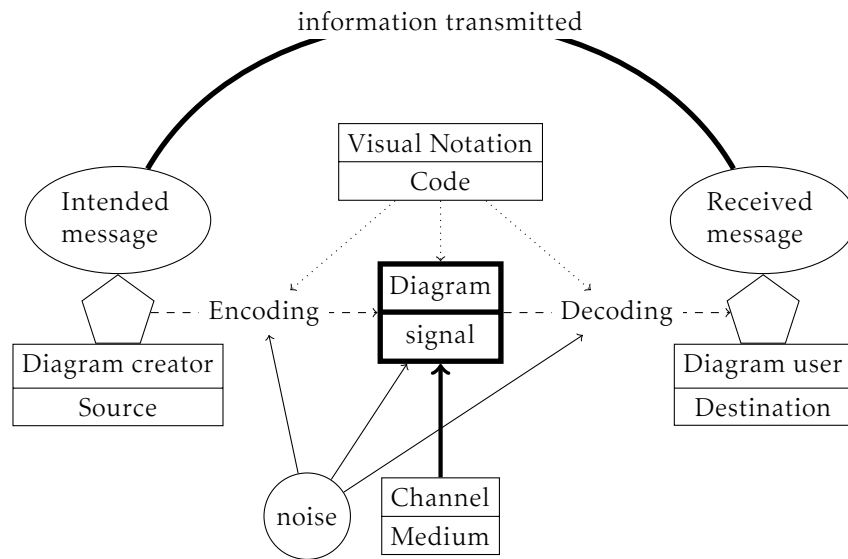 information transmitted
Visual Notation
Code
Intended
message
Received
message
Encoding
Diagram
signal
Decoding
Diagram creator
Source
Diagram user
Destination
noise
Channel
Medium